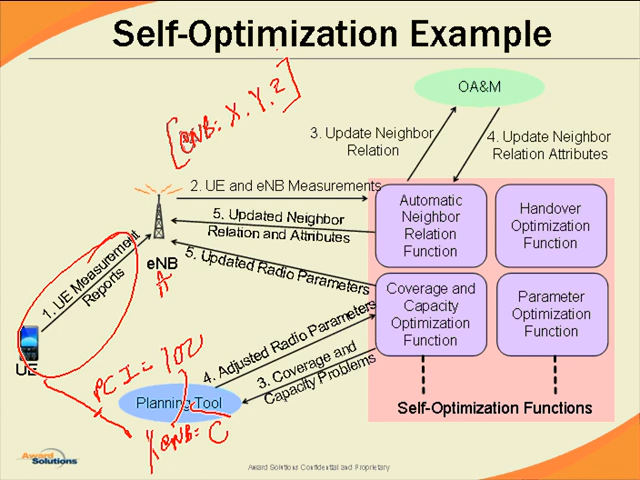 Self-Optimization Example
[eNB: X, Y, Z]
OA&M
3. Update Neighbor
Relation
4. Update Neighbor
Relation Attributes
2. UE and eNB Measurements
Automatic
Neighbor
Relation
Function
Handover
Optimization
Function
5. Updated Neighbor
Relation and Attributes
1. UE Measurement
Reports
eNB
A
5. Updated Radio Parameters
Coverage and
Capacity
Optimization
Function
Parameter
Optimization
Function
UE
PCI = 102
4. Adjusted Radio Parameters
3. Coverage and
Capacity Problems
Planning Tool
eNB = C
Self-Optimization Functions
Award
Solutions
Award Solutions Confidential and Proprietary